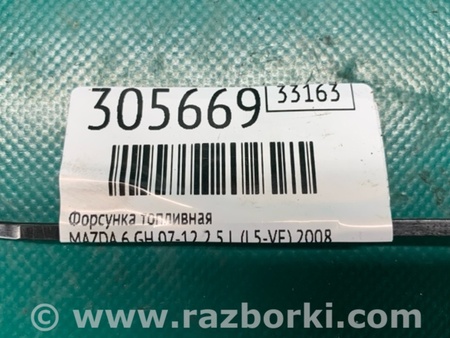 305669
33163
Форсунка топливная
MAZDA 6 GH 07-12 2.5 L (L5-VE) 2008
© www.razborki.com